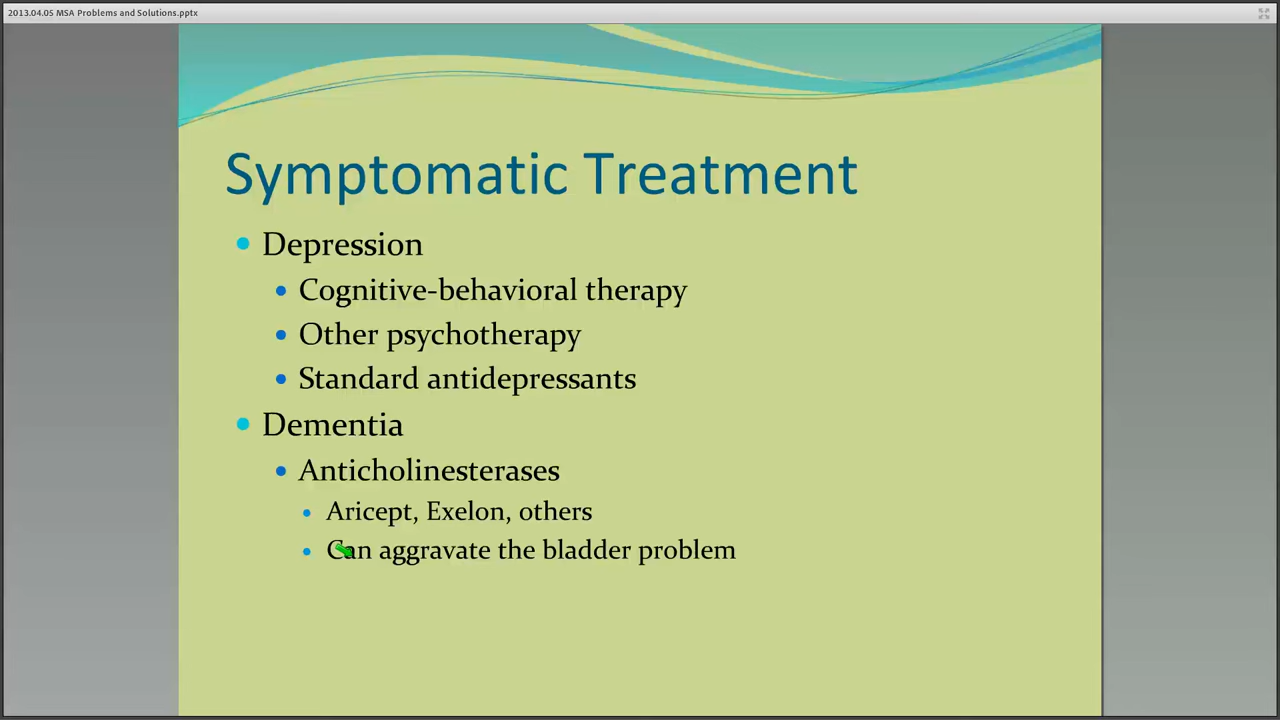 2013.04.05 MSA Problems and Solutions.pptx
Symptomatic Treatment
Depression
Cognitive-behavioral therapy
Other psychotherapy
Standard antidepressants
Dementia
Anticholinesterases
Aricept, Exelon, others
Can aggravate the bladder problem